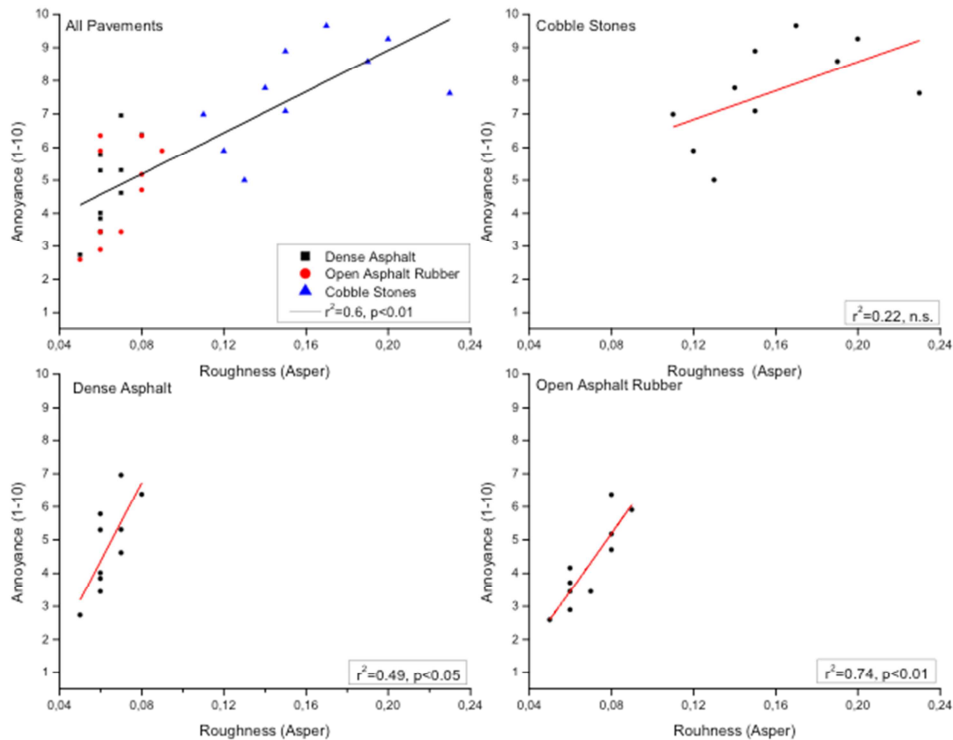 All Pavements
Annoyance (1-10)
10
9
8
7
6
5
4
3
2
1
Dense Asphalt
Open Asphalt Rubber
Cobble Stones
r²=0.6, p<0.01
0,04 0,08 0,12 0,16 0,20 0,24
Roughness (Asper)
Cobble Stones
Annoyance (1-10)
10
9
8
7
6
5
4
3
2
1
r²=0.22, n.s.
0,04 0,08 0,12 0,16 0,20 0,24
Roughness (Asper)
Dense Asphalt
Annoyance (1-10)
10
9
8
7
6
5
4
3
2
1
r²=0.49, p<0.05
0,04 0,08 0,12 0,16 0,20 0,24
Roughness (Asper)
Open Asphalt Rubber
Annoyance (1-10)
10
9
8
7
6
5
4
3
2
1
r²=0.74, p<0.01
0,04 0,08 0,12 0,16 0,20 0,24
Rouhness (Asper)